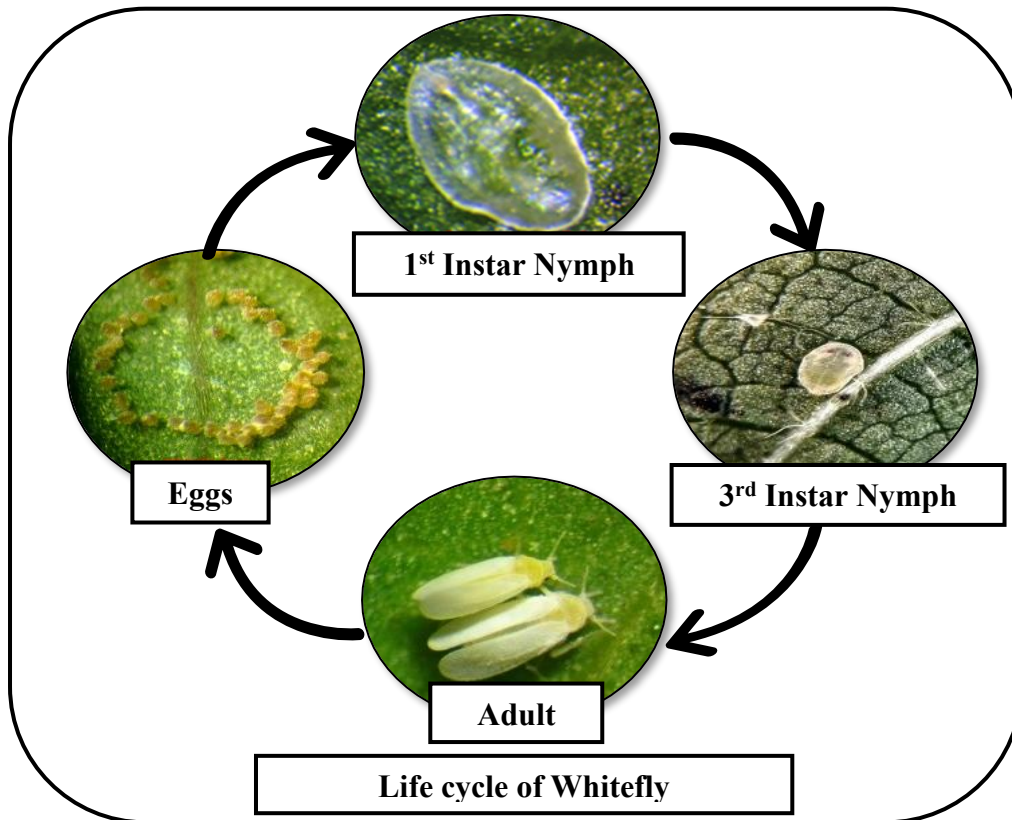 1st Instar Nymph
3rd Instar Nymph
Eggs
Adult
Life cycle of Whitefly